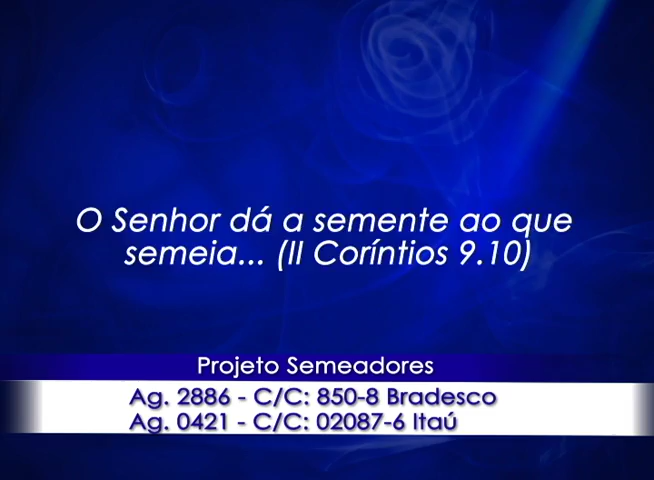 O Senhor dá a semente ao que
semeia... (II Coríntios 9.10)
Projeto Semeadores
Ag. 2886 - C/C: 850-8 Bradesco
Ag. 0421 - C/C: 02087-6 Itaú